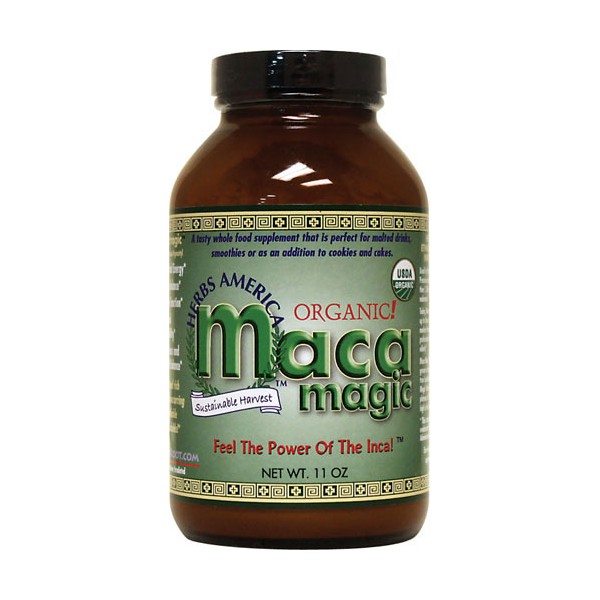 A tasty whole food supplement that is perfect for malted drinks,
smoothies or as an addition to cookies and cakes.
HERBS AMERICA
USDA
ORGANIC
ORGANIC!
Maca
magic
TM
Sustainable Harvest
Feel The Power Of The Inca! TM
NET WT. 11 OZ